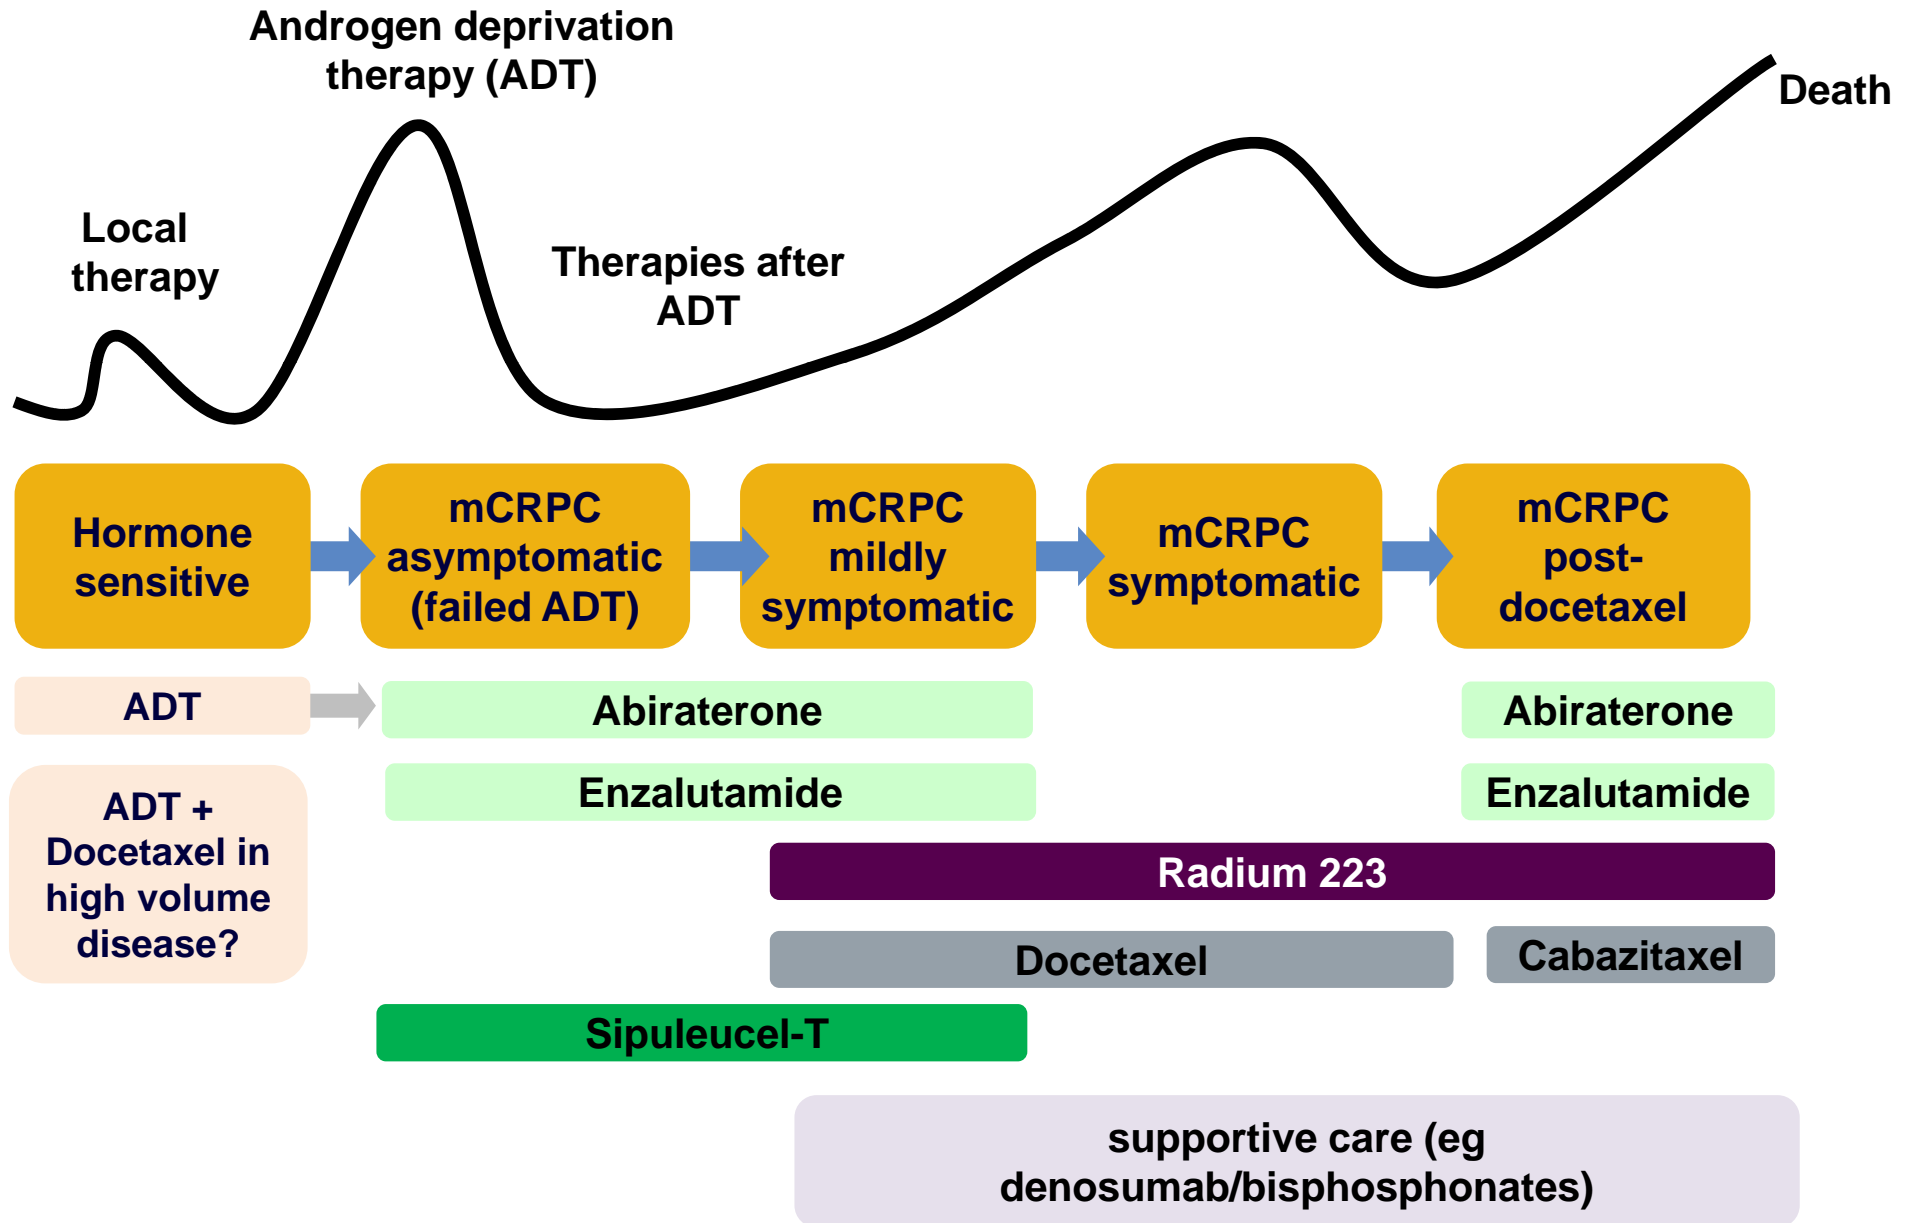 Androgen deprivation
therapy (ADT)
Death
Local
therapy
Therapies after
ADT
Hormone
sensitive
mCRPC
asymptomatic
(failed ADT)
mCRPC
mildly
symptomatic
mCRPC
symptomatic
mCRPC
post-
docetaxel
ADT
Abiraterone
Abiraterone
ADT +
Docetaxel in
high volume
disease?
Enzalutamide
Enzalutamide
Radium 223
Docetaxel
Cabazitaxel
Sipuleucel-T
supportive care (eg
denosumab/bisphosphonates)